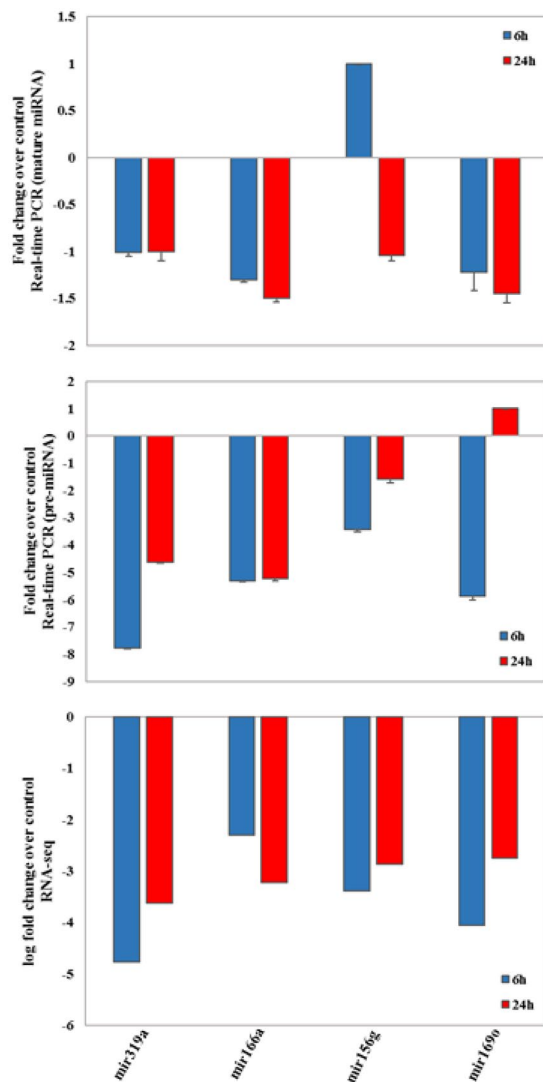 Fold change over control
Real-time PCR (mature miRNA)
1.5
1
0.5
0
-0.5
-1
-1.5
-2
6h
24h
Fold change over control
Real-time PCR (pre-miRNA)
2
1
0
-1
-2
-3
-4
-5
-6
-7
-8
-9
6h
24h
log fold change over control
RNA-seq
0
-1
-2
-3
-4
-5
-6
6h
24h
mir319a
mir166a
mir156g
mir169o